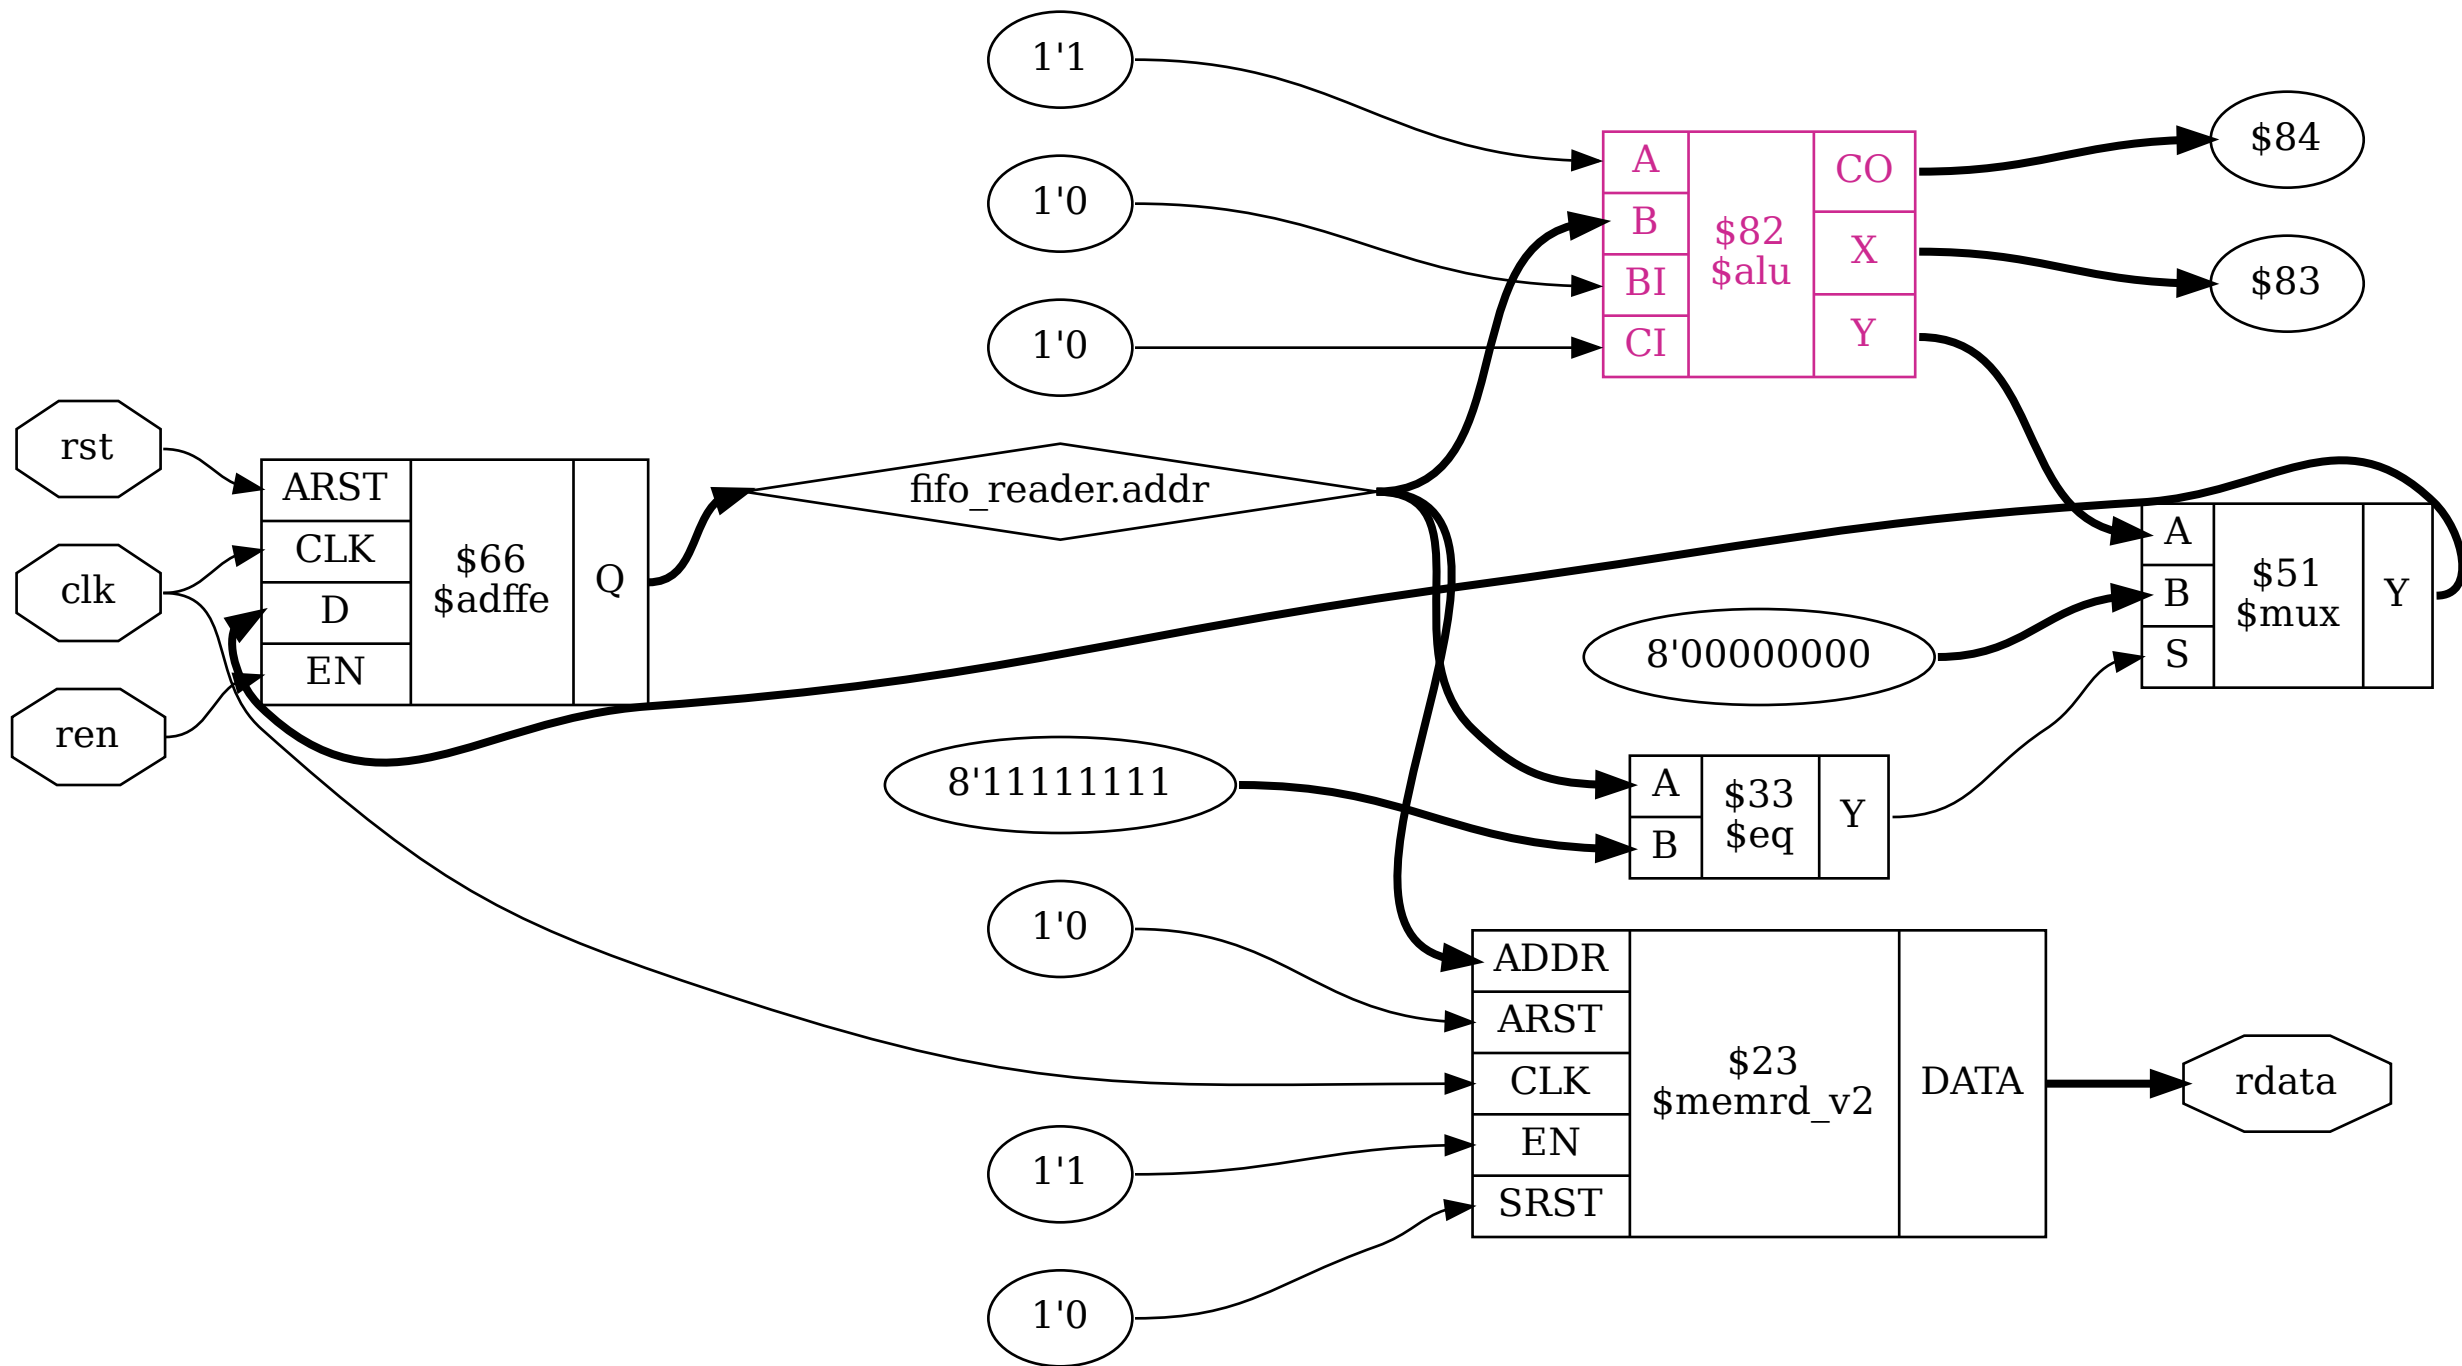 1'1
1'0
1'0
A
B
BI
CI
$82
$alu
CO
X
Y
$84
$83
rst
clk
ren
ARST
CLK
D
EN
$66
$adffe
Q
fifo_reader.addr
A
B
S
$51
$mux
Y
8'00000000
8'11111111
A
B
$33
$eq
Y
1'0
1'1
1'0
ADDR
ARST
CLK
EN
SRST
$23
$memrd_v2
DATA
rdata